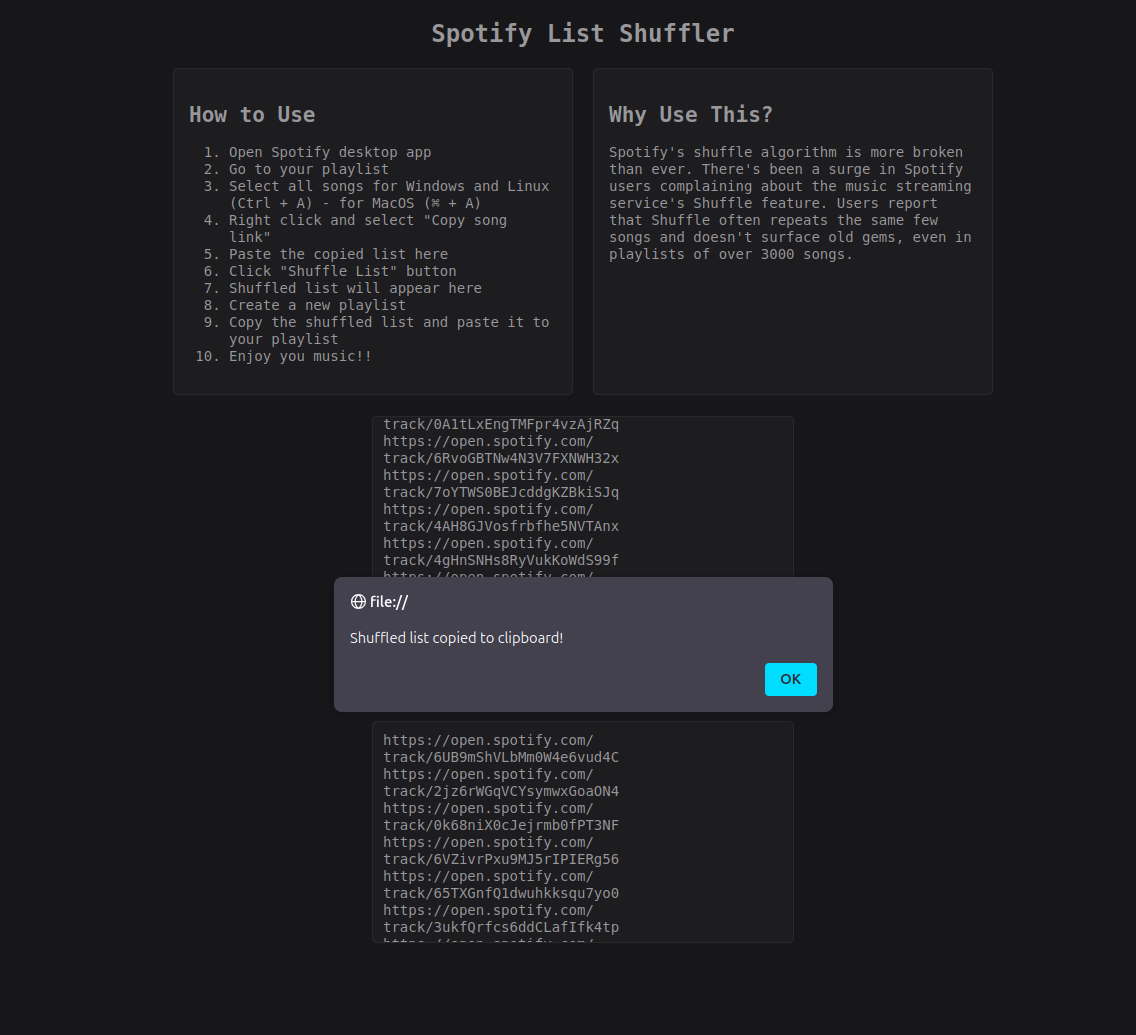 Spotify List Shuffler
How to Use
1. Open Spotify desktop app
2. Go to your playlist
3. Select all songs for Windows and Linux
(Ctrl + A) - for MacOS (⌘ + A)
4. Right click and select "Copy song
link"
5. Paste the copied list here
6. Click "Shuffle List" button
7. Shuffled list will appear here
8. Create a new playlist
9. Copy the shuffled list and paste it to
your playlist
10. Enjoy you music!!
Why Use This?
Spotify's shuffle algorithm is more broken
than ever. There's been a surge in Spotify
users complaining about the music streaming
service's Shuffle feature. Users report
that Shuffle often repeats the same few
songs and doesn't surface old gems, even in
playlists of over 3000 songs.
track/0A1tLxEngTMFpr4vzAjRZq
https://open.spotify.com/
track/6RvoGBTNw4N3V7FXNWH32x
https://open.spotify.com/
track/7oYTWS0BEJcddgKZBkiSJq
https://open.spotify.com/
track/4AH8GJVosfrbfhe5NVTAnx
https://open.spotify.com/
track/4gHnSNHs8RyVukKoWdS99f
https://open.spotify.com/
file://
Shuffled list copied to clipboard!
OK
https://open.spotify.com/
track/6UB9mShVLbMm0W4e6vud4C
https://open.spotify.com/
track/2jz6rWGqVCYsymwxGoaON4
https://open.spotify.com/
track/0k68niX0cJejrmb0fPT3NF
https://open.spotify.com/
track/6VZivrPxu9MJ5rIPIERg56
https://open.spotify.com/
track/65TXGnfQ1dwuhkksqu7yo0
https://open.spotify.com/
track/3ukfQrfcs6ddCLafIfk4tp
https://open.spotify.com/